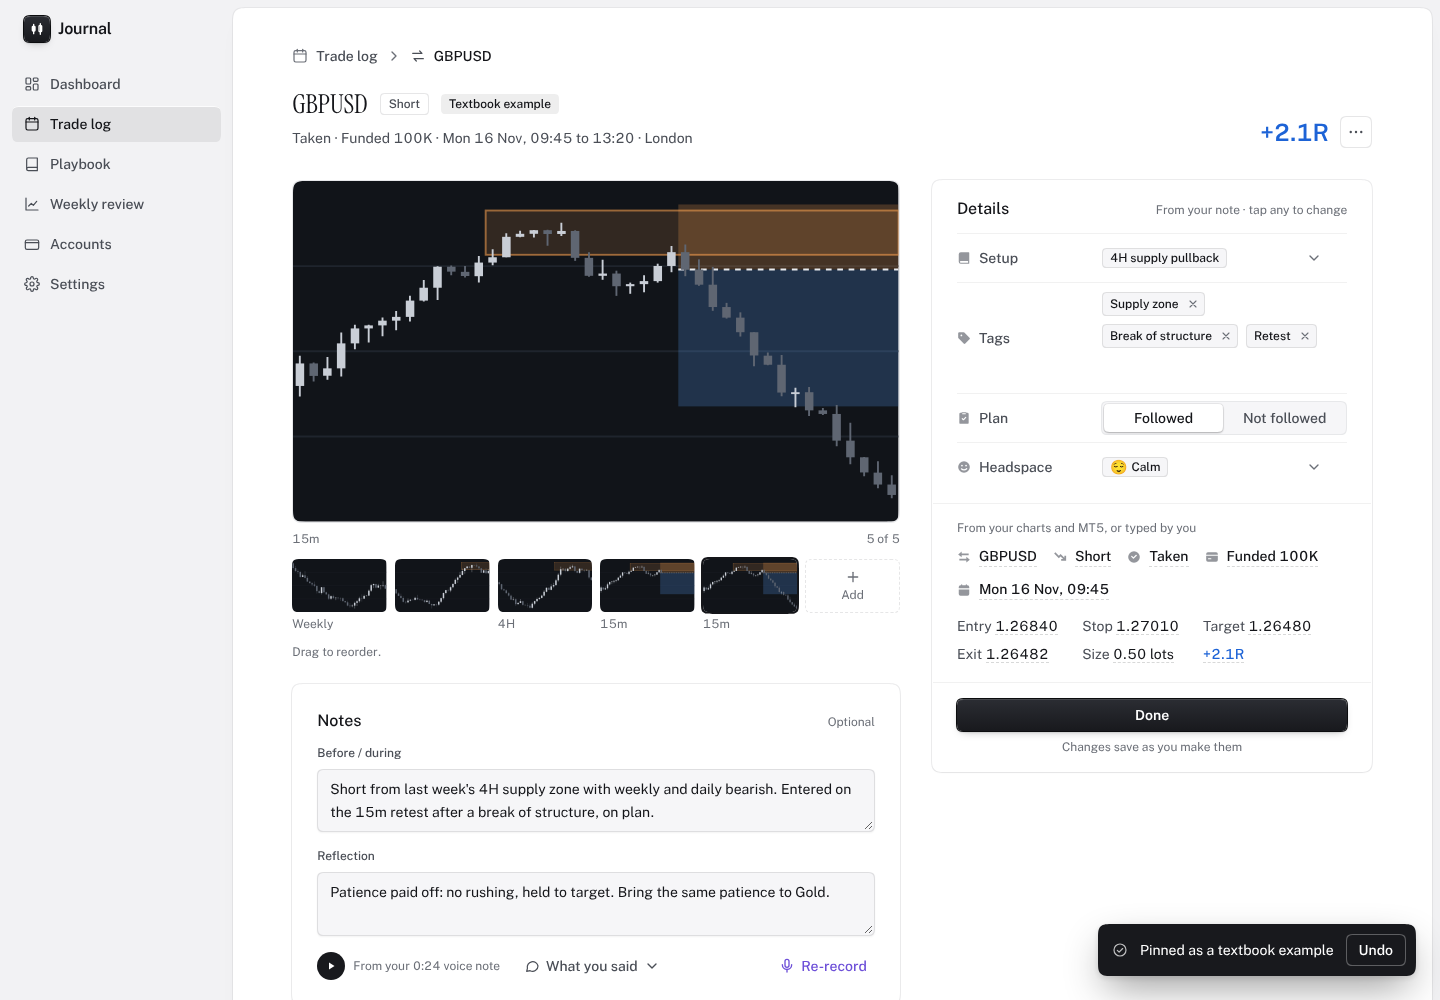 Journal
Dashboard
Trade log
Playbook
Weekly review
Accounts
Settings
Trade log > GBPUSD
GBPUSD Short Textbook example
Taken · Funded 100K · Mon 16 Nov, 09:45 to 13:20 · London
+2.1R
15m 5 of 5
Weekly 4H 15m 15m
Add
Drag to reorder.
Notes Optional
Before / during
Short from last week's 4H supply zone with weekly and daily bearish. Entered on
the 15m retest after a break of structure, on plan.
Reflection
Patience paid off: no rushing, held to target. Bring the same patience to Gold.
From your 0:24 voice note What you said Re-record
Details From your note · tap any to change
Setup 4H supply pullback
Tags Supply zone
Break of structure Retest
Plan Followed Not followed
Headspace 😌 Calm
From your charts and MT5, or typed by you
GBPUSD Short Taken Funded 100K
Mon 16 Nov, 09:45
Entry 1.26840 Stop 1.27010 Target 1.26480
Exit 1.26482 Size 0.50 lots +2.1R
Done
Changes save as you make them
Pinned as a textbook example Undo